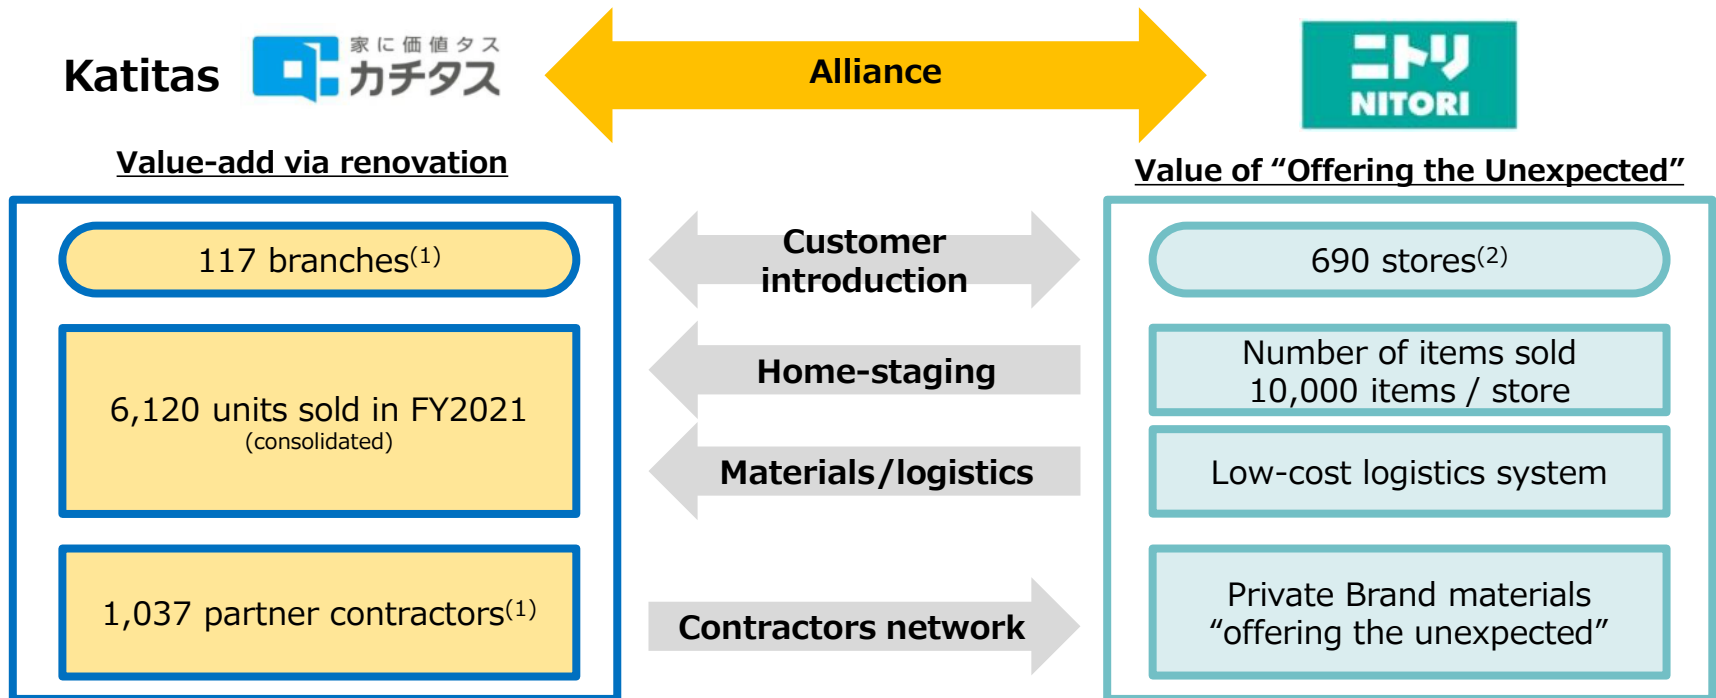 Katitas
家に価値タス
カチタス
Alliance
ニトリ
NITORI
Value-add via renovation
Value of “Offering the Unexpected”
117 branches(1)
Customer
introduction
690 stores(2)
6,120 units sold in FY2021
(consolidated)
Home-staging
Number of items sold
10,000 items / store
Materials/logistics
Low-cost logistics system
1,037 partner contractors(1)
Contractors network
Private Brand materials
“offering the unexpected”